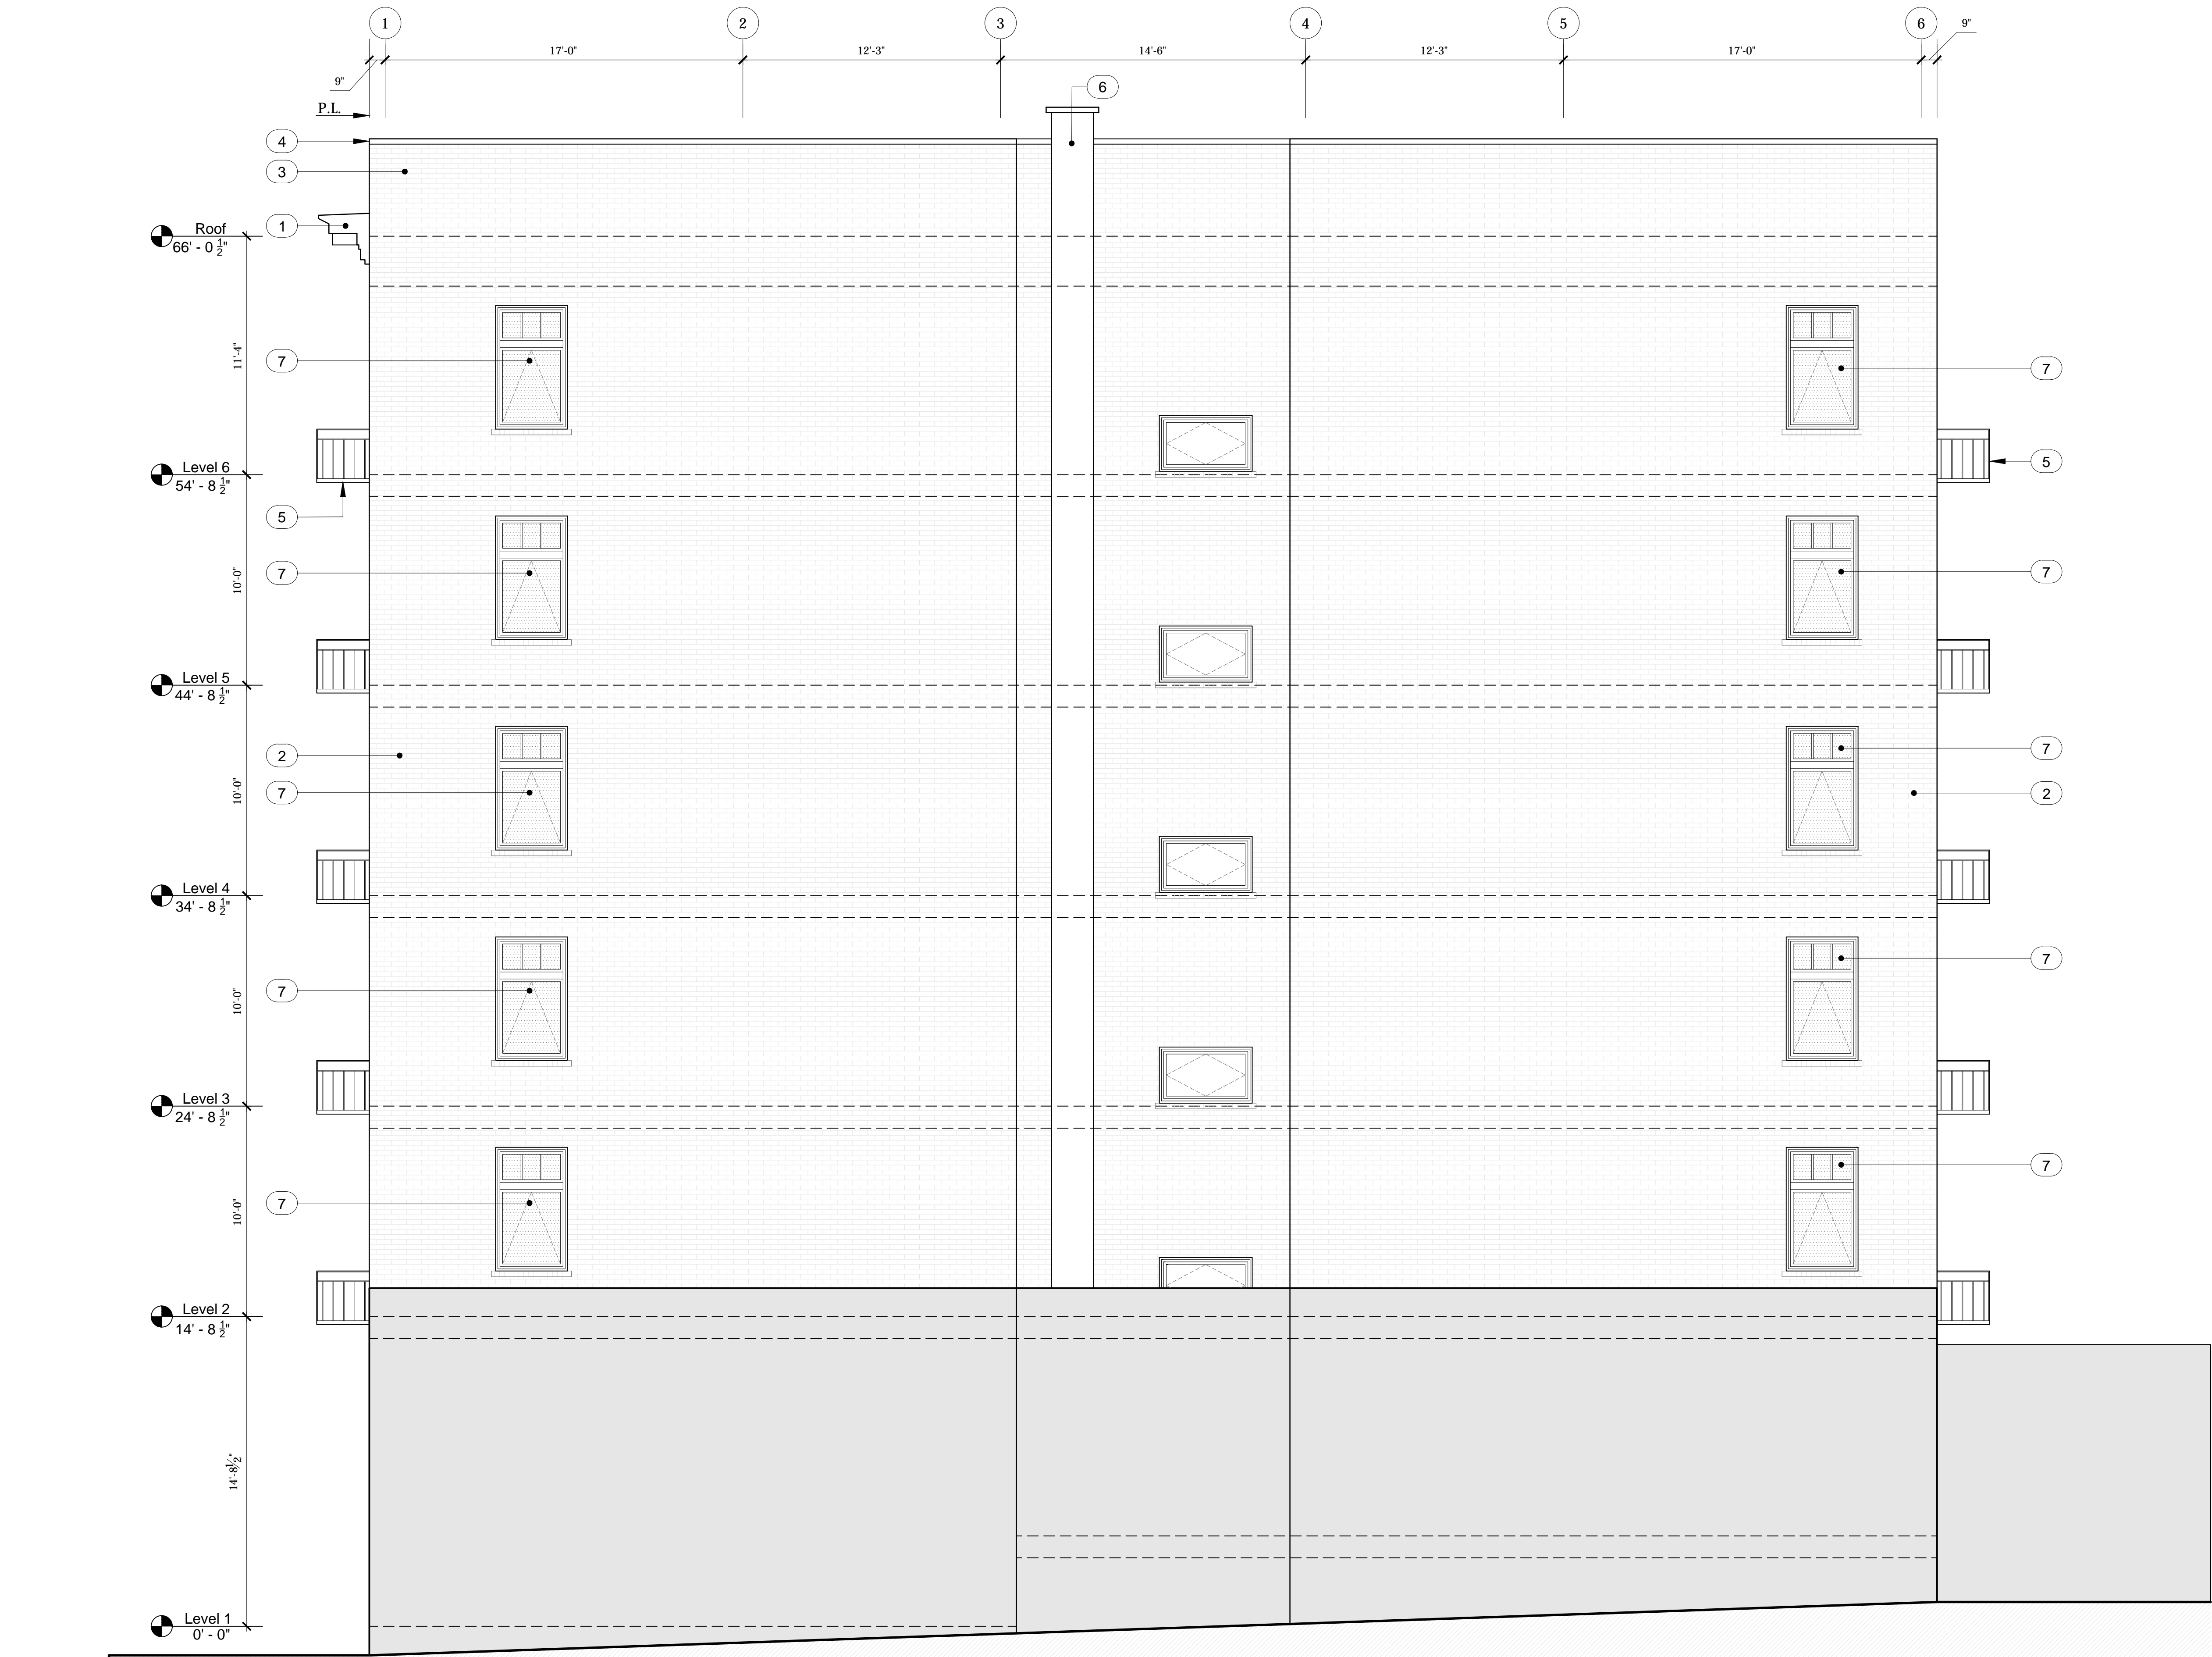 1 2 3 4 5 6
9"
17'-0" 12'-3" 14'-6" 12'-3" 17'-0"
9"
6
P.L.
4
3
1
Roof
66' - 0 1/2"
11'-4"
7
7
5
Level 6
54' - 8 1/2"
5
10'-0"
7
7
Level 5
44' - 8 1/2"
7
2
10'-0"
7
2
Level 4
34' - 8 1/2"
7
7
10'-0"
Level 3
24' - 8 1/2"
7
7
10'-0"
Level 2
14' - 8 1/2"
14'-8 1/2"
Level 1
0' - 0"